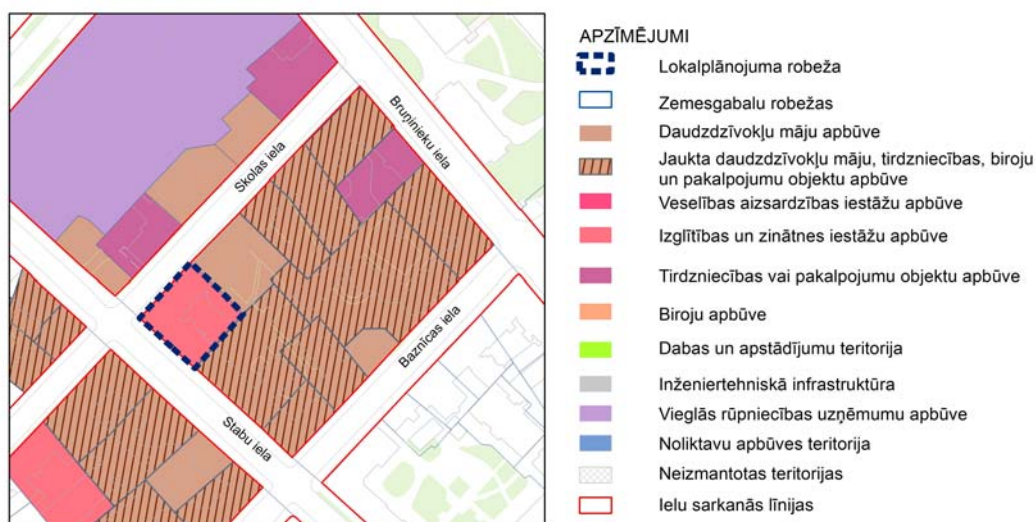 Bruņinieku iela
Skolas iela
Baznīcas iela
Stabu iela
APZĪMĒJUMI
Lokalplānojuma robeža
Zemesgabalu robežas
Daudzdzīvokļu māju apbūve
Jaukta daudzdzīvokļu māju, tirdzniecības, biroju
un pakalpojumu objektu apbūve
Veselības aizsardzības iestāžu apbūve
Izglītības un zinātnes iestāžu apbūve
Tirdzniecības vai pakalpojumu objektu apbūve
Biroju apbūve
Dabas un apstādījumu teritorija
Inženiertehniskā infrastruktūra
Vieglās rūpniecības uzņēmumu apbūve
Noliktavu apbūves teritorija
Neizmantotas teritorijas
Ielu sarkanās līnijas